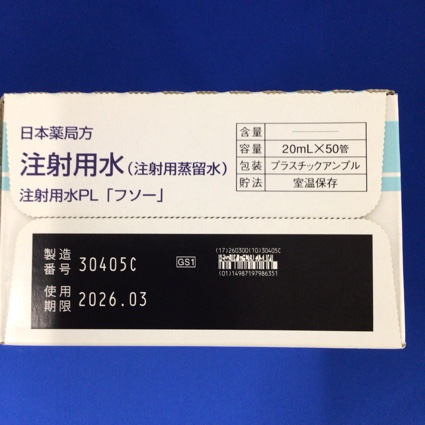 日本薬局方
注射用水(注射用蒸留水)
注射用水PL「フソー」
含量 ———
容量 20mL×50管
包装 プラスチックアンプル
貯法 室温保存
製造番号 30405C
使用期限 2026.03
GS1
(17)260300(10)30405C
(01)14987197986351